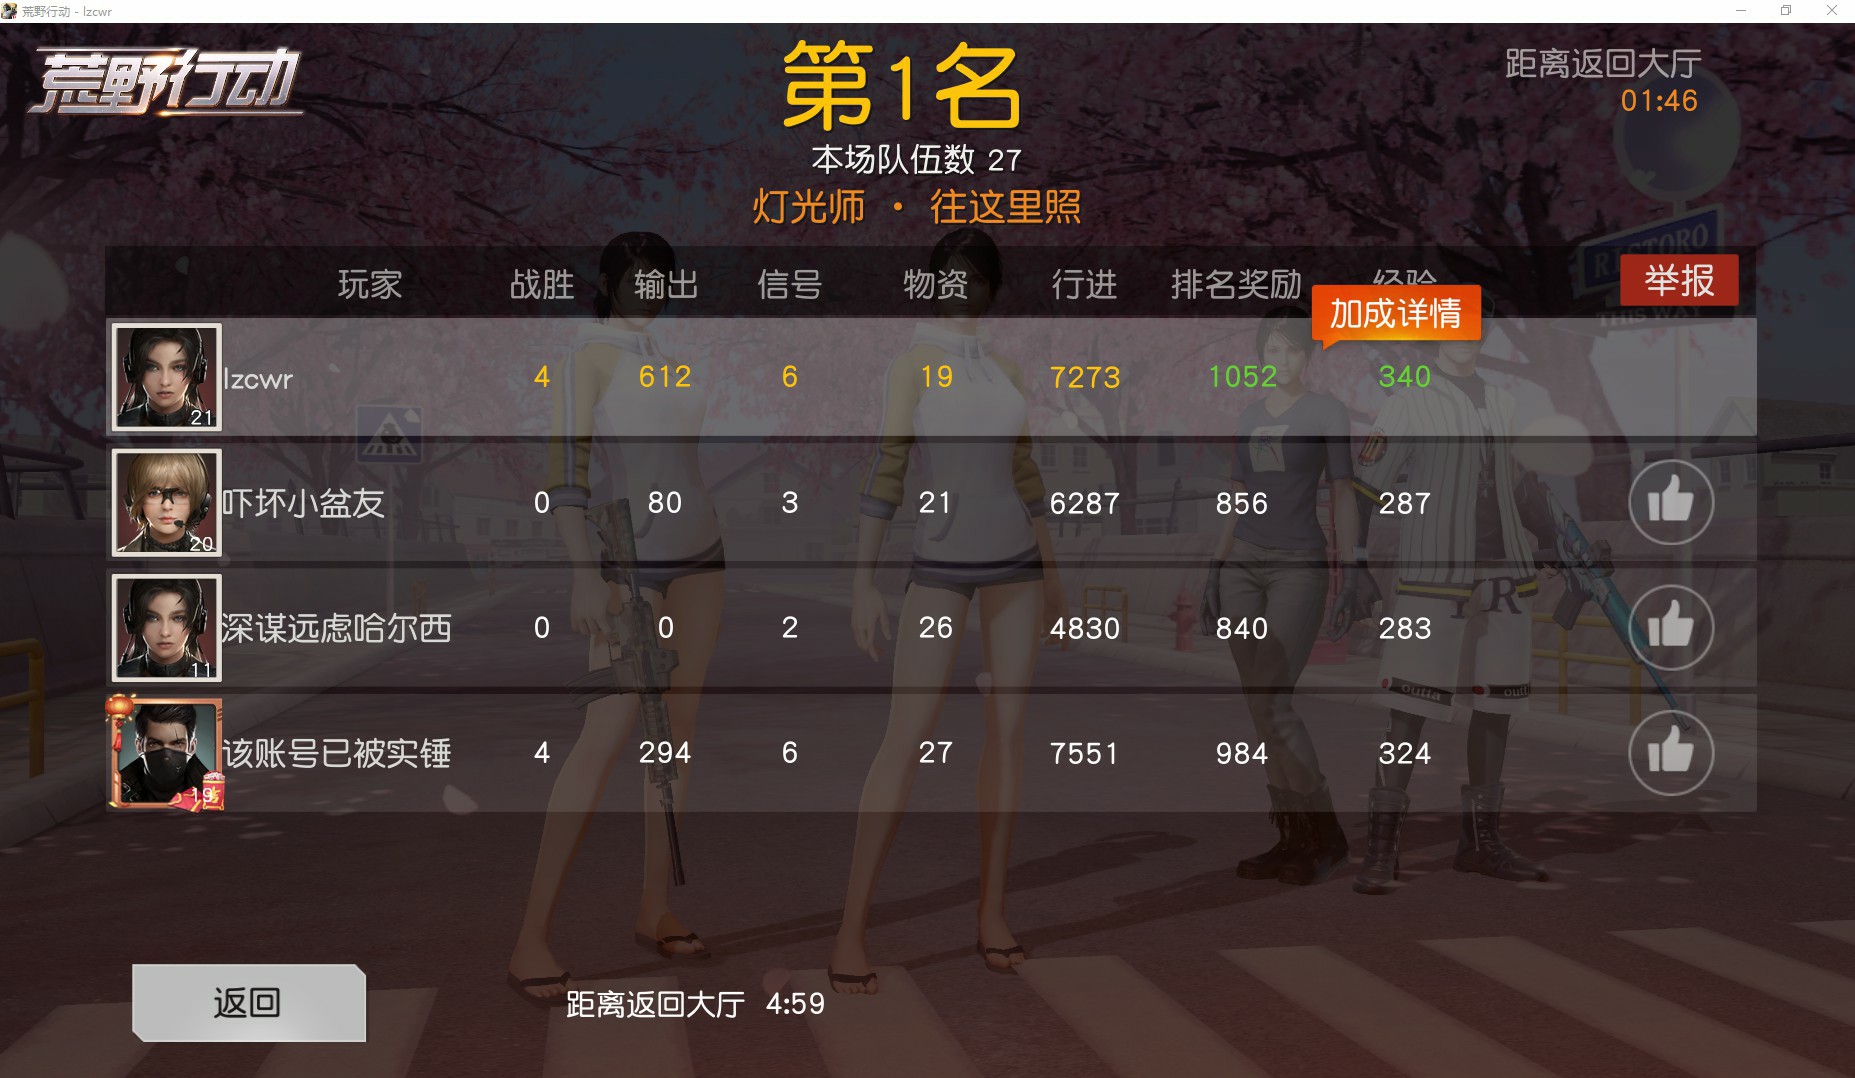 荒野行动 - lzcwr
荒野行动
第1名
本场队伍数 27
灯光师 · 往这里照
距离返回大厅
01:46
玩家 战胜 输出 信号 物资 行进 排名奖励 经验 举报
加成详情
lzcwr 4 612 6 19 7273 1052 340
21
吓坏小盆友 0 80 3 21 6287 856 287
20
深谋远虑哈尔西 0 0 2 26 4830 840 283
11
该账号已被实锤 4 294 6 27 7551 984 324
19
RISTORO
THIS WAY
R
outta
返回
距离返回大厅 4:59